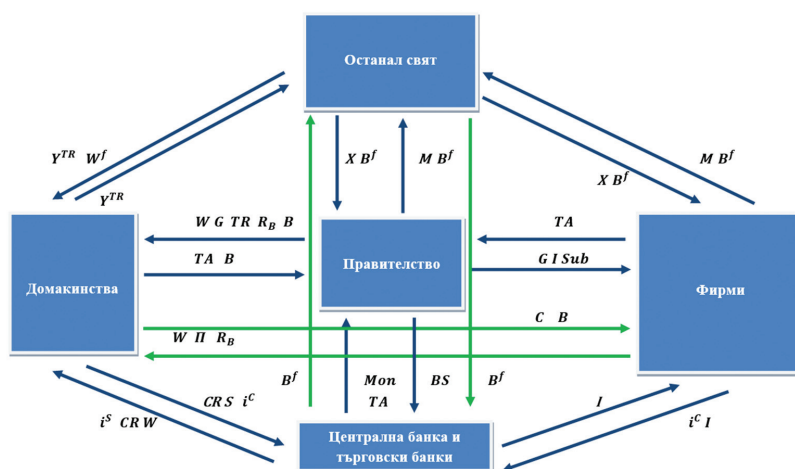 Останал свят
Y^TR W^f
Y^TR
X B^f
M B^f
M B^f
X B^f
W G TR R_B B
TA
Домакинства
Правителство
Фирми
TA B
G I Sub
C B
W П R_B
B^f
Mon
TA
BS
B^f
CR S i^C
i^S CR W
I
i^C I
Централна банка и
търговски банки